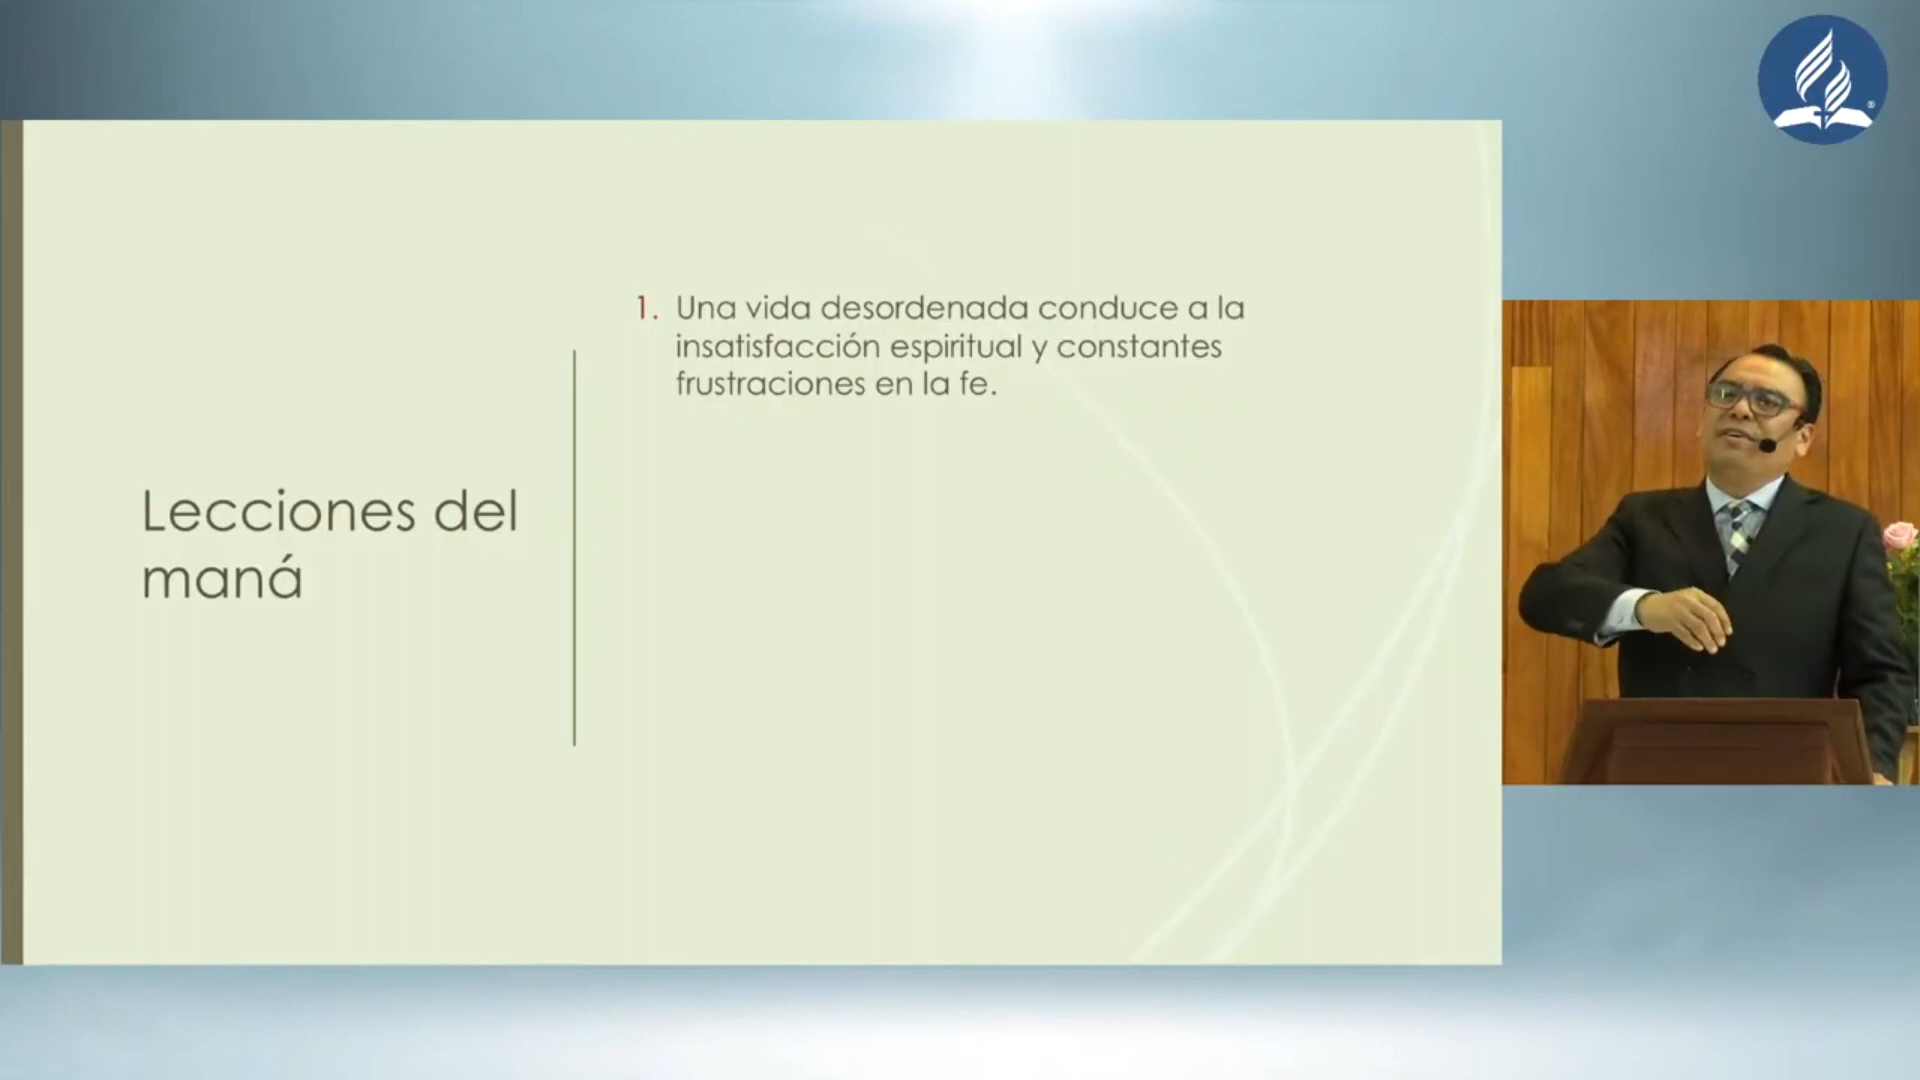 Lecciones del
maná
1. Una vida desordenada conduce a la
insatisfacción espiritual y constantes
frustraciones en la fe.